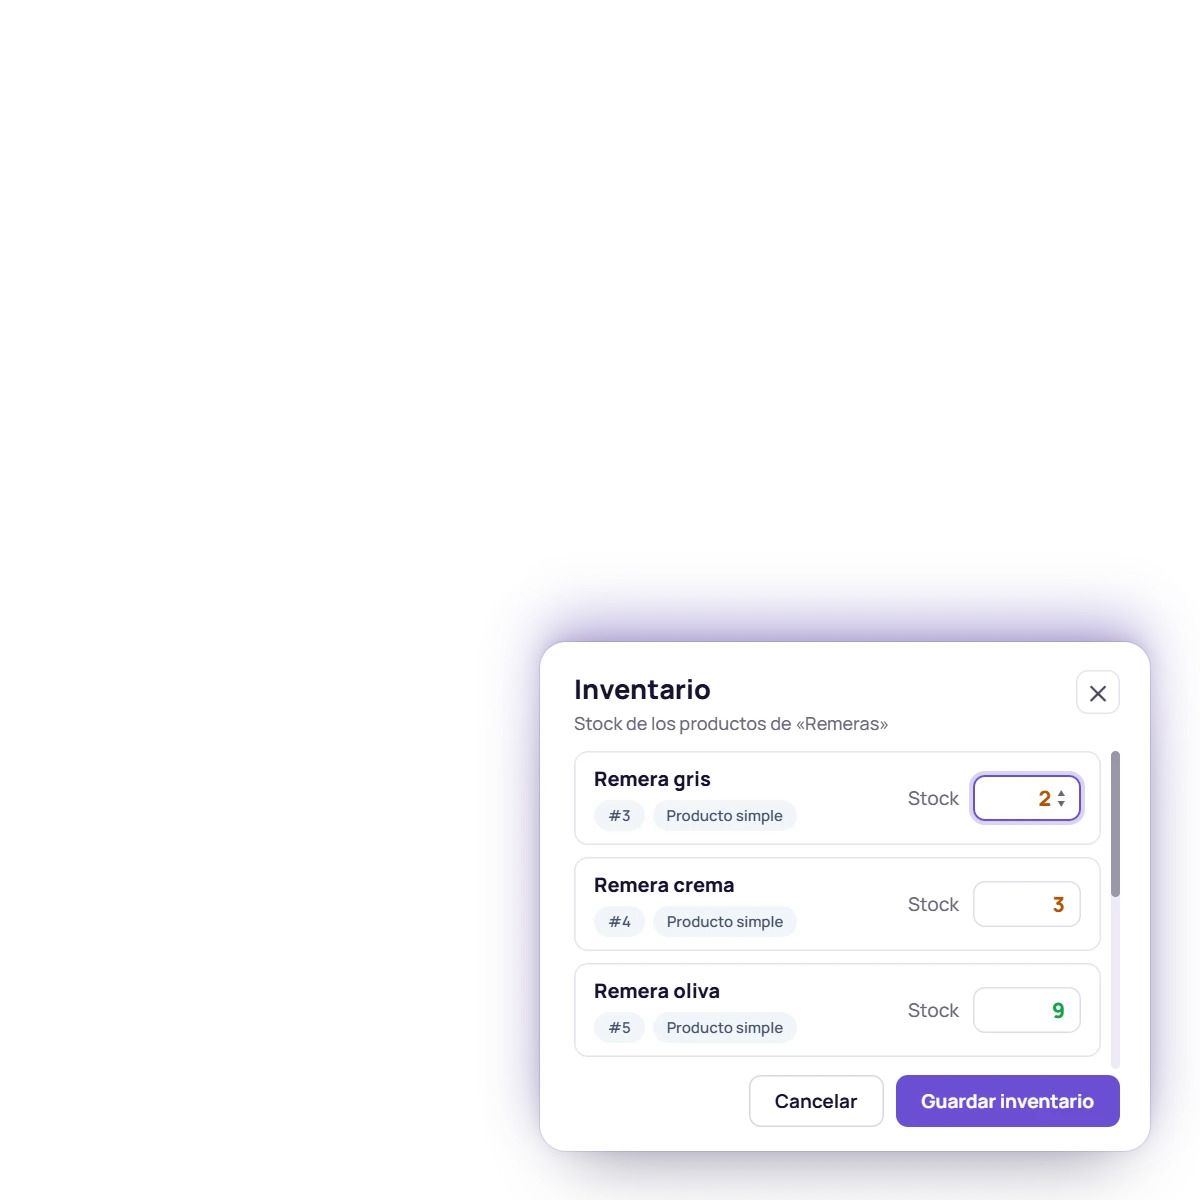 Inventario
Stock de los productos de «Remeras»
Remera gris
#3 Producto simple
Stock 2
Remera crema
#4 Producto simple
Stock 3
Remera oliva
#5 Producto simple
Stock 9
Cancelar Guardar inventario